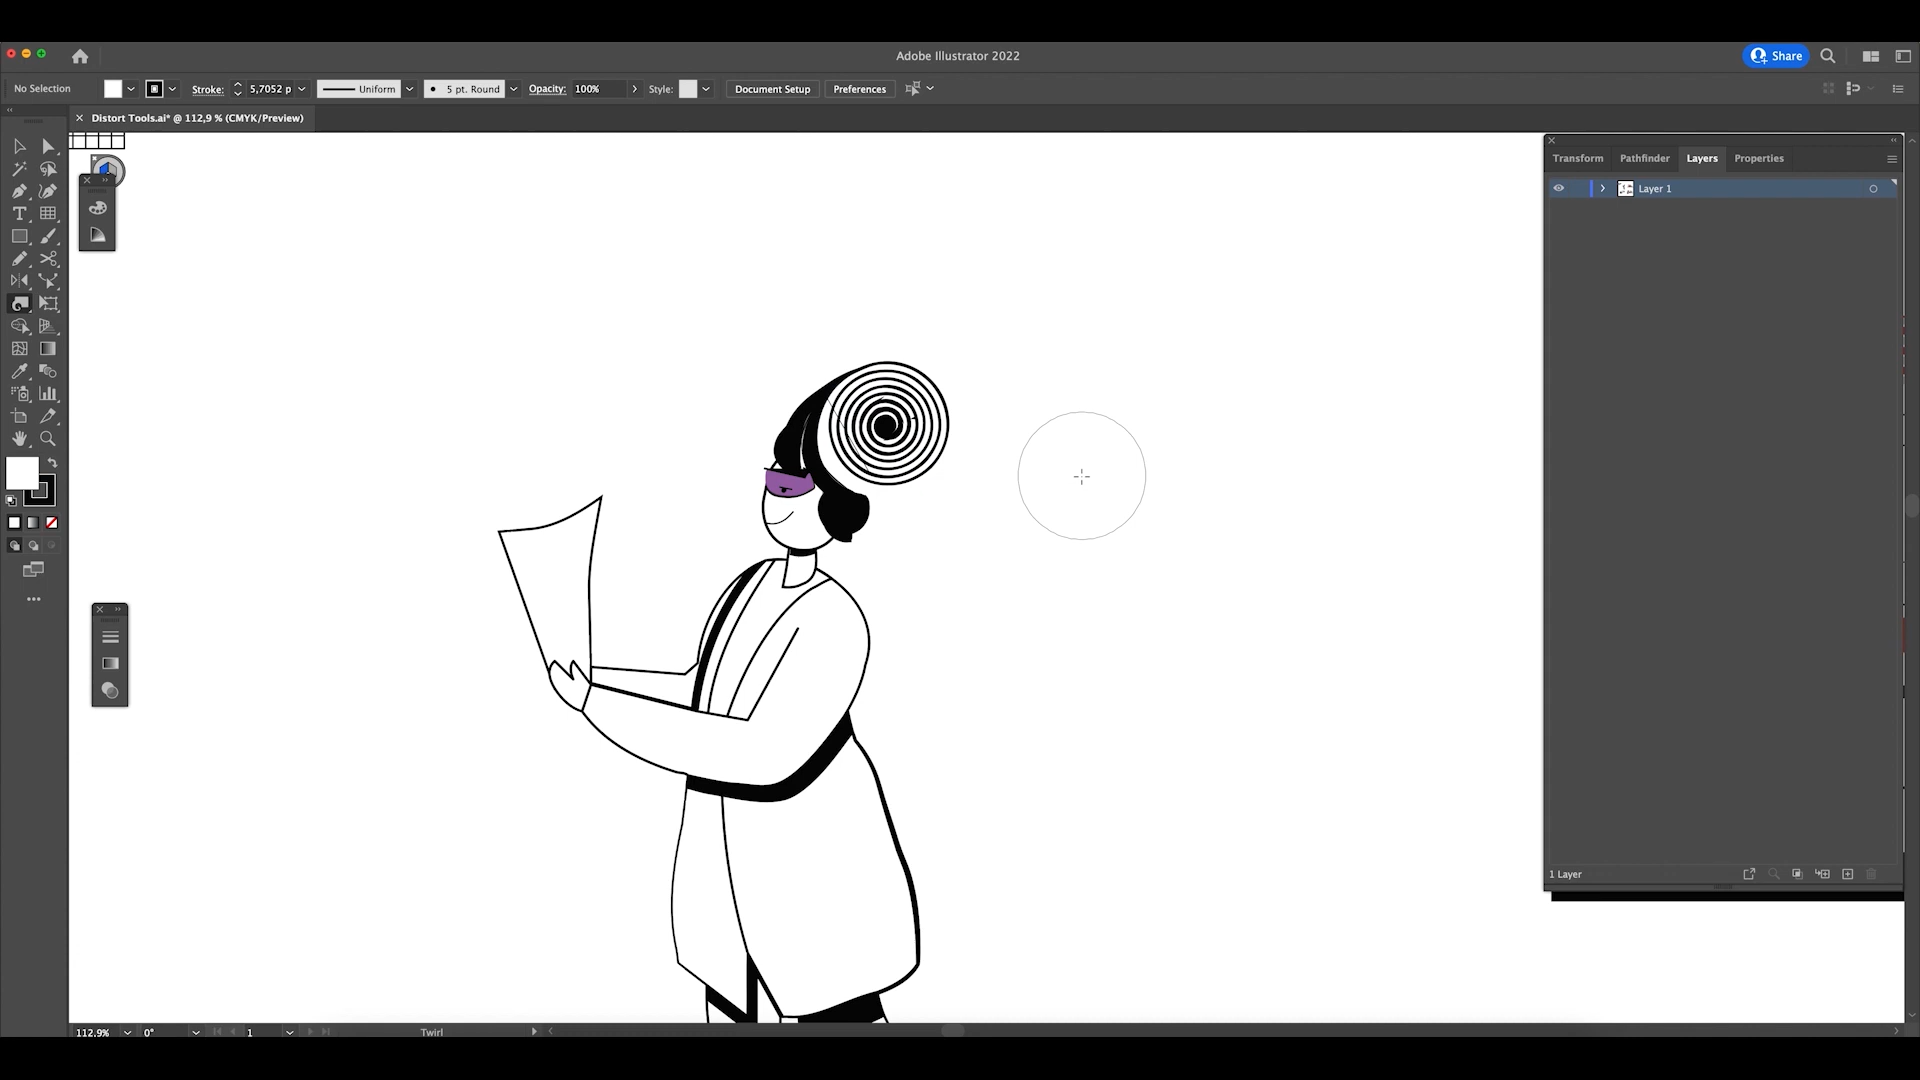 Adobe Illustrator 2022
Share
No Selection
Stroke:
5,7052 p
Uniform
5 pt. Round
Opacity:
100%
Style:
Document Setup
Preferences
Distort Tools.ai* @ 112,9 % (CMYK/Preview)
Transform
Pathfinder
Layers
Properties
Layer 1
1 Layer
112,9%
0°
1
Twirl